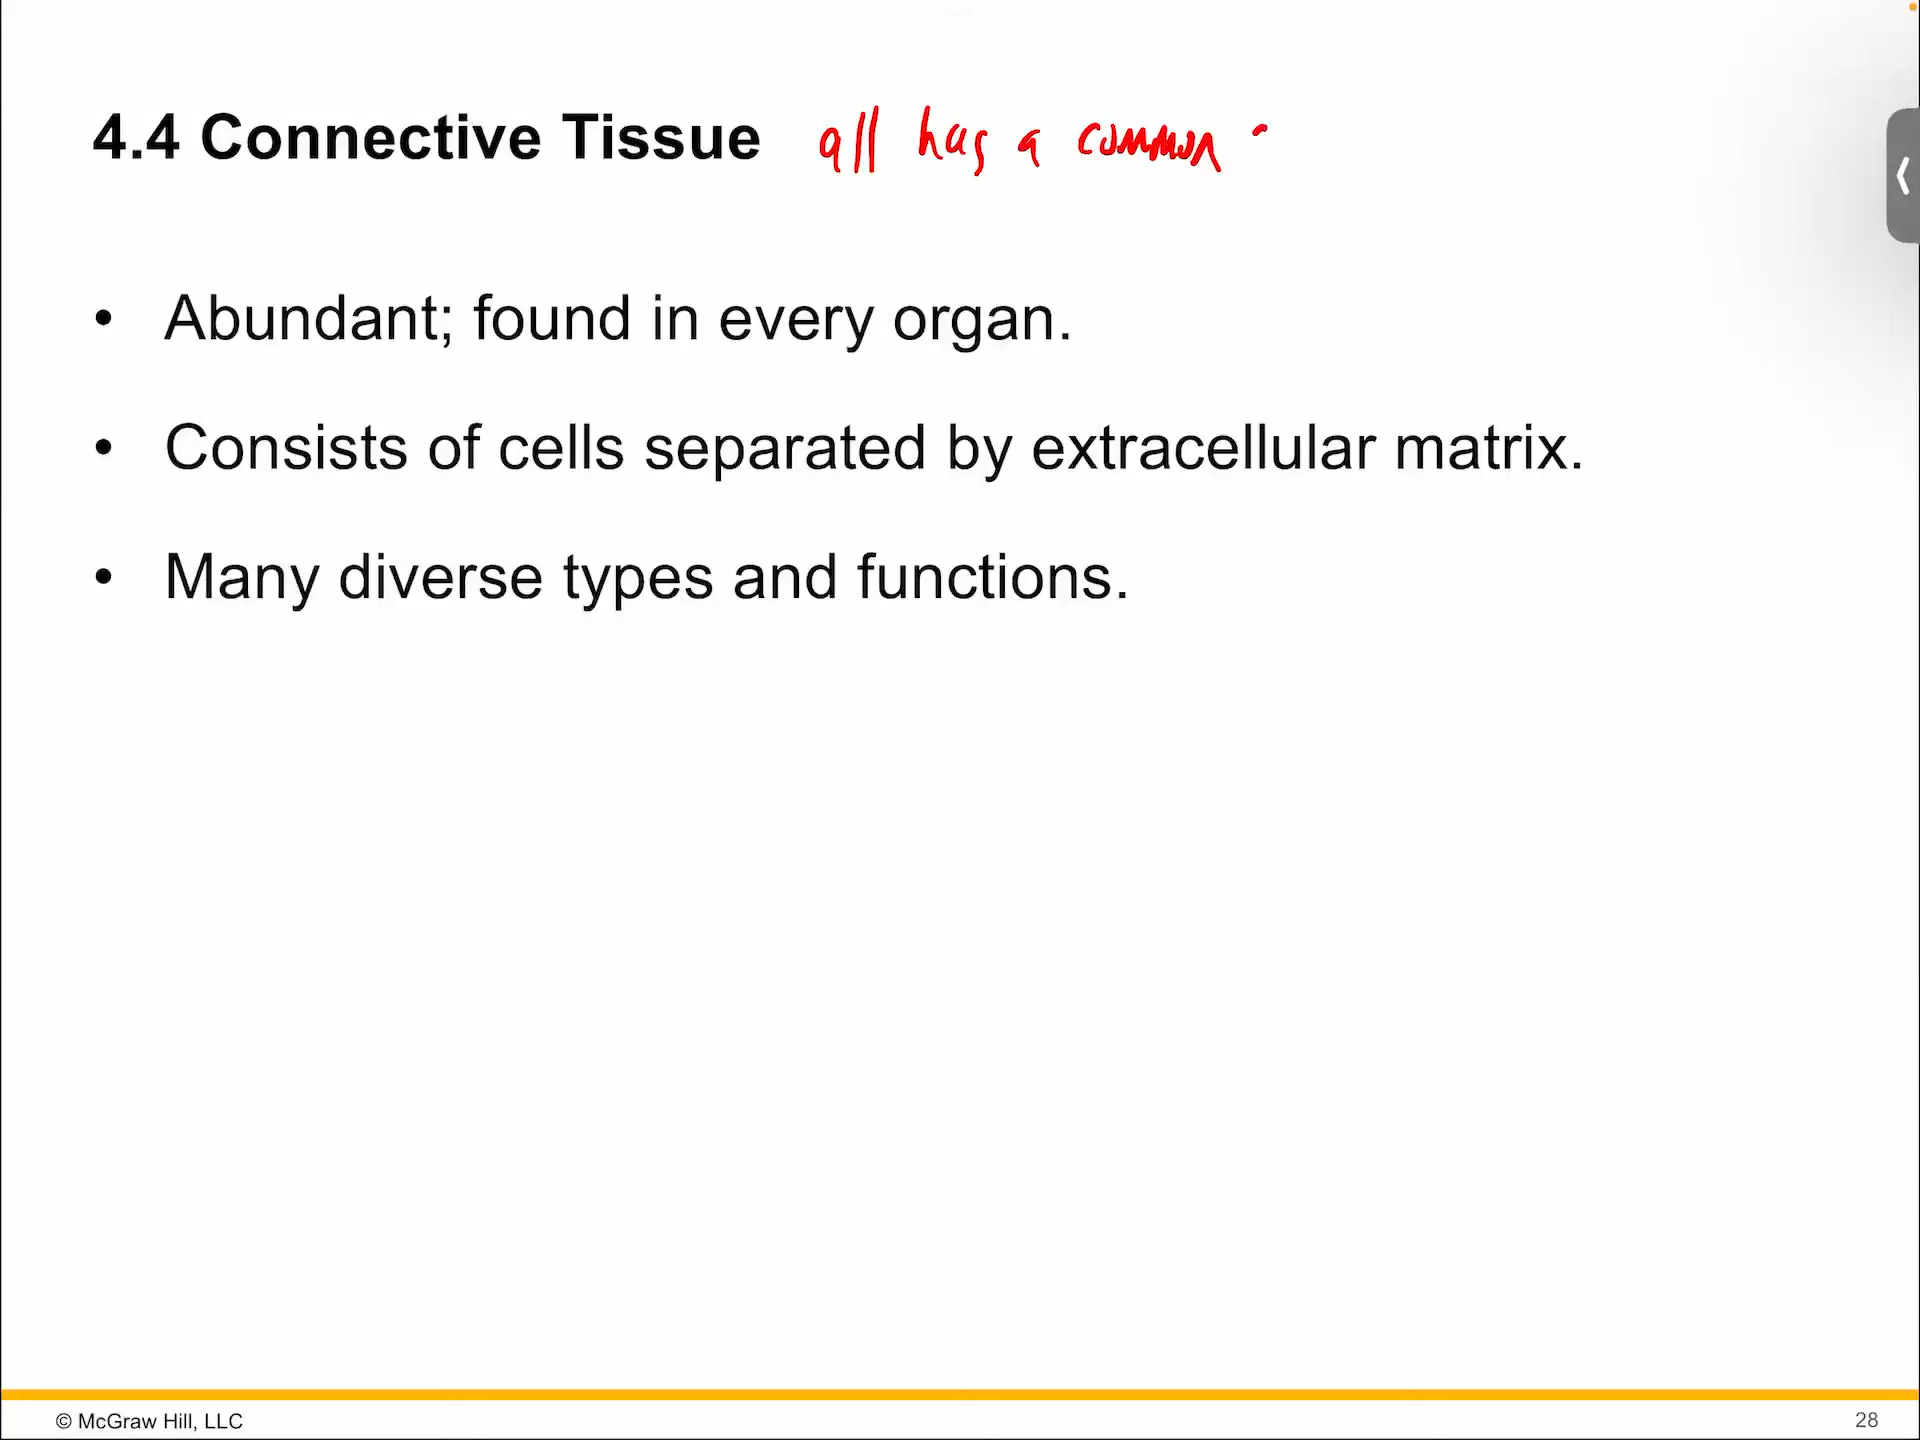 4.4 Connective Tissue all has a common
• Abundant; found in every organ.
• Consists of cells separated by extracellular matrix.
• Many diverse types and functions.
© McGraw Hill, LLC
28